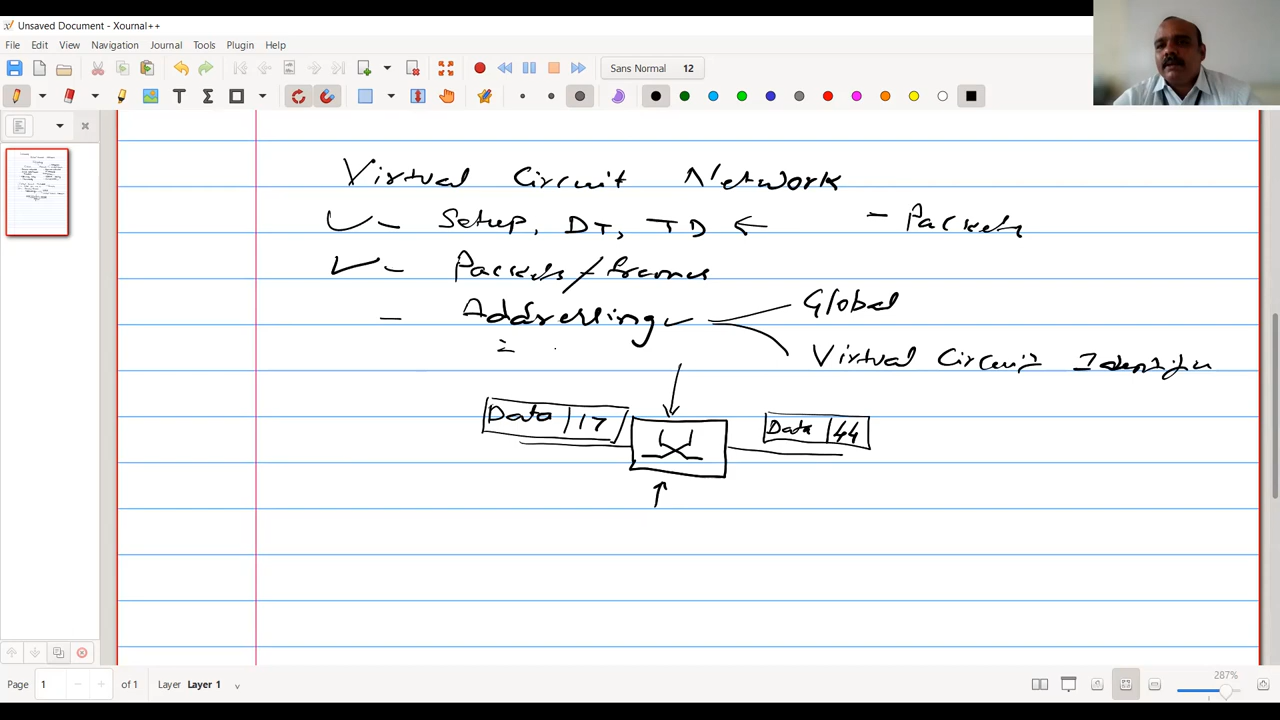 Unsaved Document - Xournal++
File Edit View Navigation Journal Tools Plugin Help
Sans Normal 12
Virtual Circuit Network
- Setup, DT, TD ← - Packets
- Packets/frames
- Addressing Global
Virtual Circuit Identifier
Data 17 Data 44
Page 1 of 1 Layer Layer 1 287%